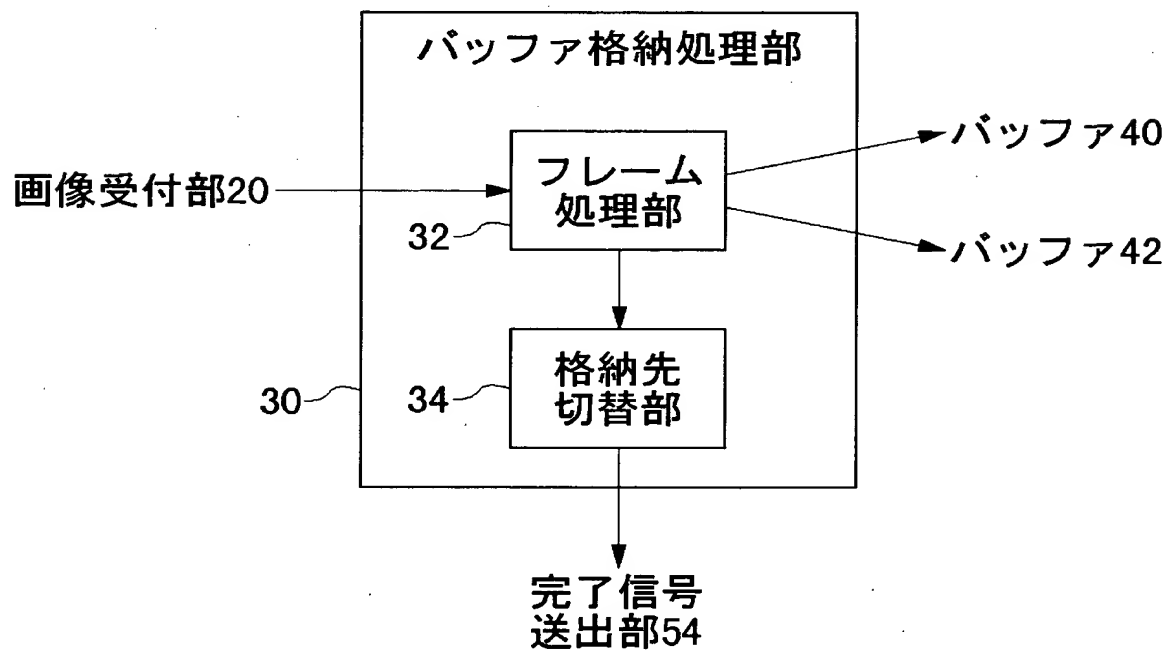 バッファ格納処理部
画像受付部20
フレーム
処理部
32
バッファ40
バッファ42
格納先
切替部
34
30
完了信号
送出部54